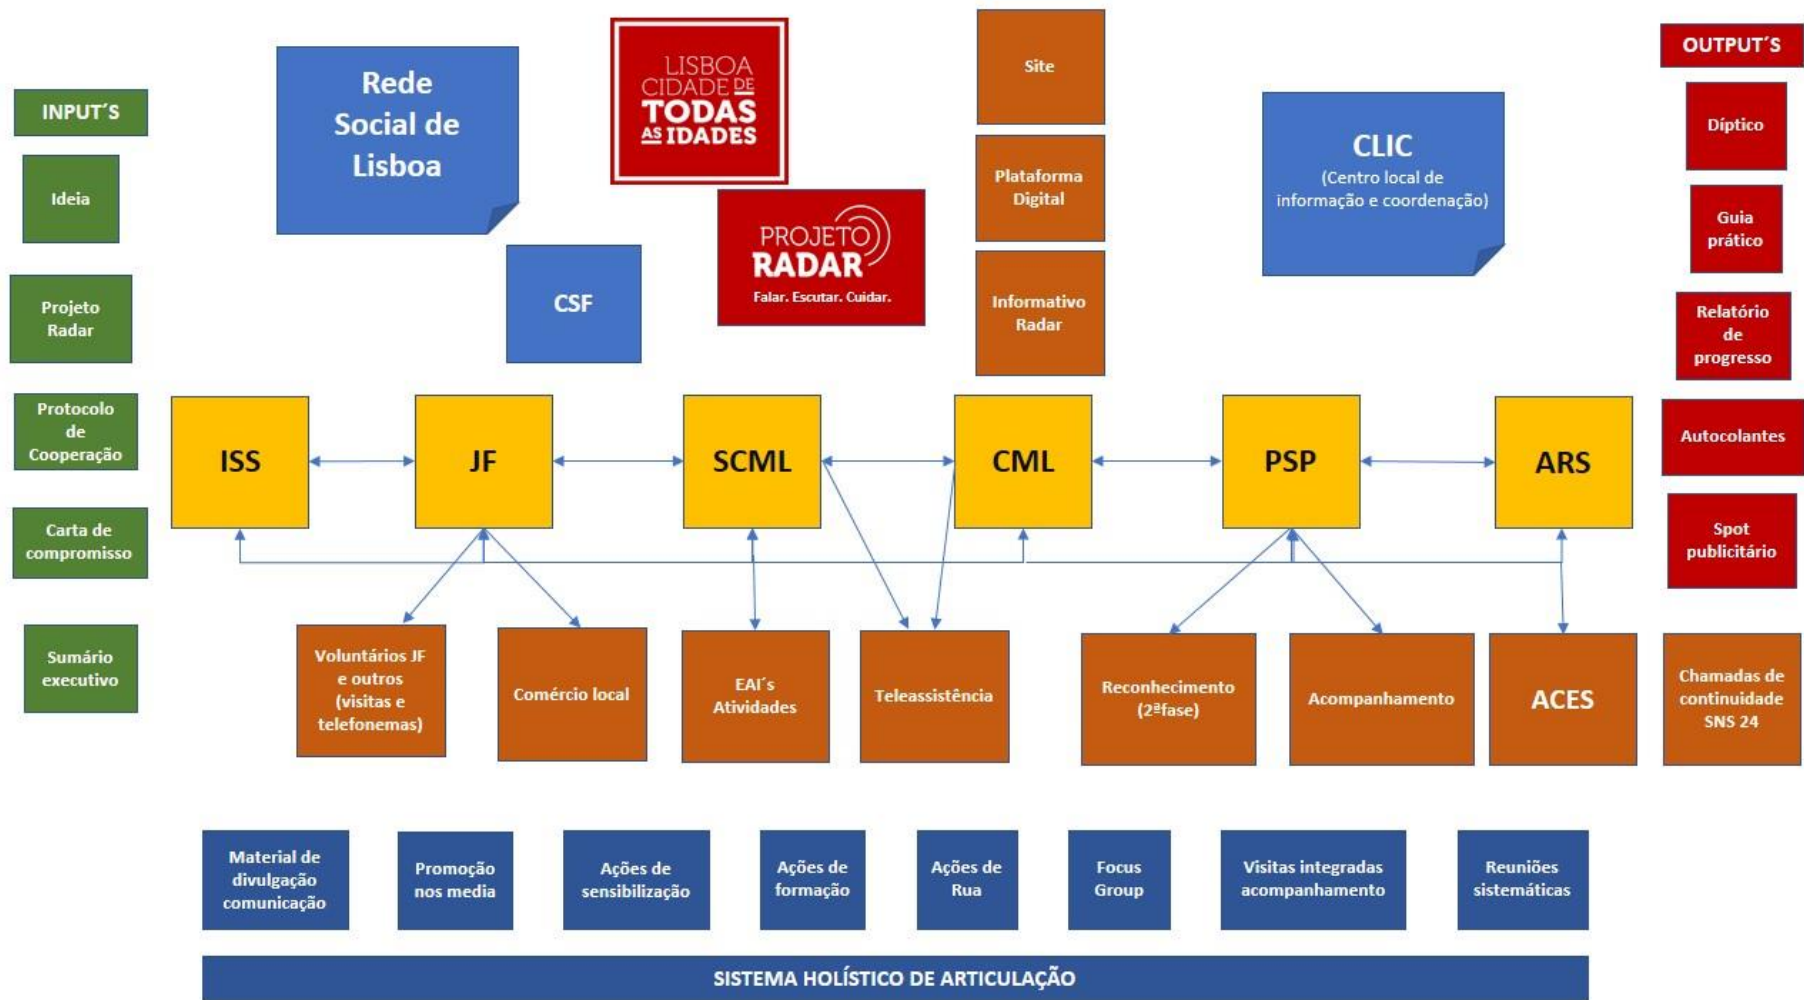 INPUT´S
Ideia
Projeto
Radar
Protocolo
de
Cooperação
Carta de
compromisso
Sumário
executivo
Rede
Social de
Lisboa
LISBOA
CIDADE DE
TODAS
AS IDADES
PROJETO
RADAR
Falar. Escutar. Cuidar.
CSF
Site
Plataforma
Digital
Informativo
Radar
CLIC
(Centro local de
informação e coordenação)
OUTPUT´S
Díptico
Guia
prático
Relatório
de
progresso
Autocolantes
Spot
publicitário
ISS
JF
SCML
CML
PSP
ARS
Voluntários JF
e outros
(visitas e
telefonemas)
Comércio local
EAI´s
Atividades
Teleassistência
Reconhecimento
(2ªfase)
Acompanhamento
ACES
Chamadas de
continuidade
SNS 24
Material de
divulgação
comunicação
Promoção
nos media
Ações de
sensibilização
Ações de
formação
Ações de
Rua
Focus
Group
Visitas integradas
acompanhamento
Reuniões
sistemáticas
SISTEMA HOLÍSTICO DE ARTICULAÇÃO